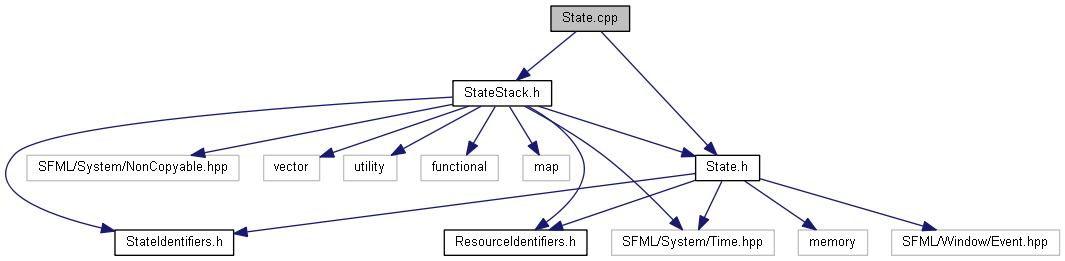 State.cpp
StateStack.h
SFML/System/NonCopyable.hpp
vector
utility
functional
map
State.h
StateIdentifiers.h
ResourceIdentifiers.h
SFML/System/Time.hpp
memory
SFML/Window/Event.hpp